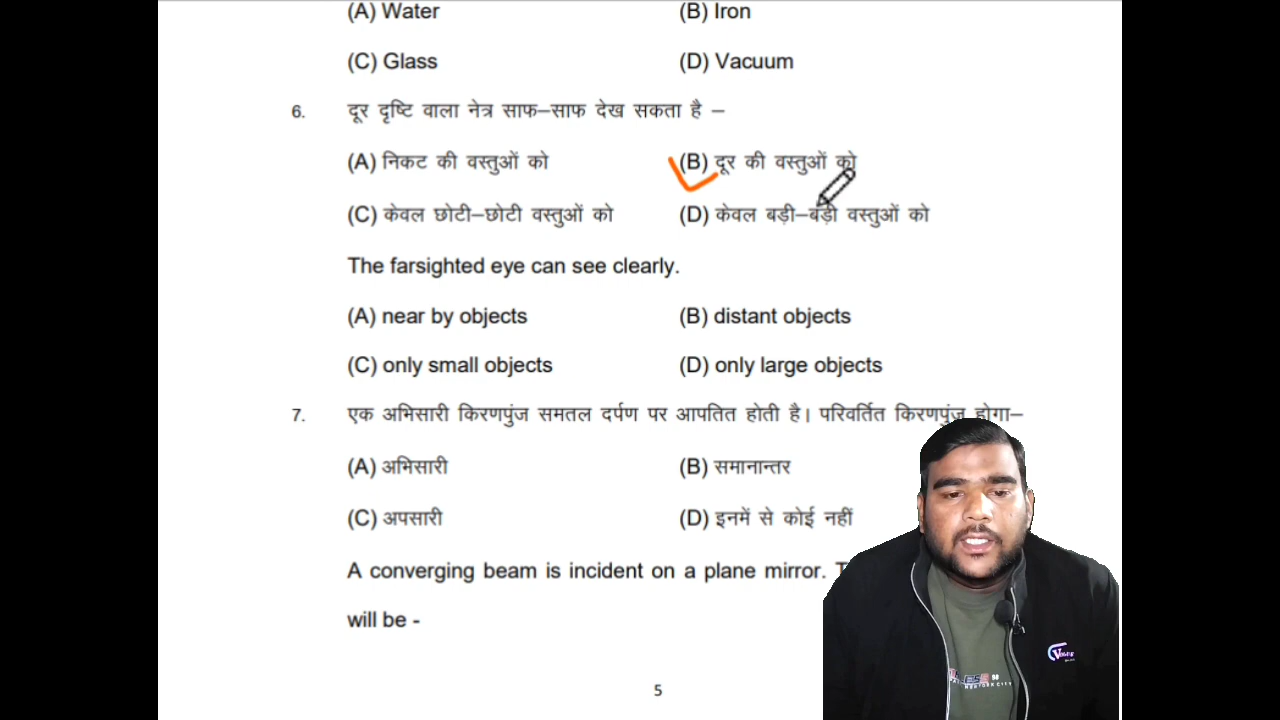 (A) Water (B) Iron
(C) Glass (D) Vacuum
6. दूर दृष्टि वाला नेत्र साफ–साफ देख सकता है –
(A) निकट की वस्तुओं को (B) दूर की वस्तुओं को
(C) केवल छोटी–छोटी वस्तुओं को (D) केवल बड़ी–बड़ी वस्तुओं को
The farsighted eye can see clearly.
(A) near by objects (B) distant objects
(C) only small objects (D) only large objects
7. एक अभिसारी किरणपुंज समतल दर्पण पर आपतित होती है। परिवर्तित किरणपुंज होगा–
(A) अभिसारी (B) समानान्तर
(C) अपसारी (D) इनमें से कोई नहीं
A converging beam is incident on a plane mirror.
will be -
5